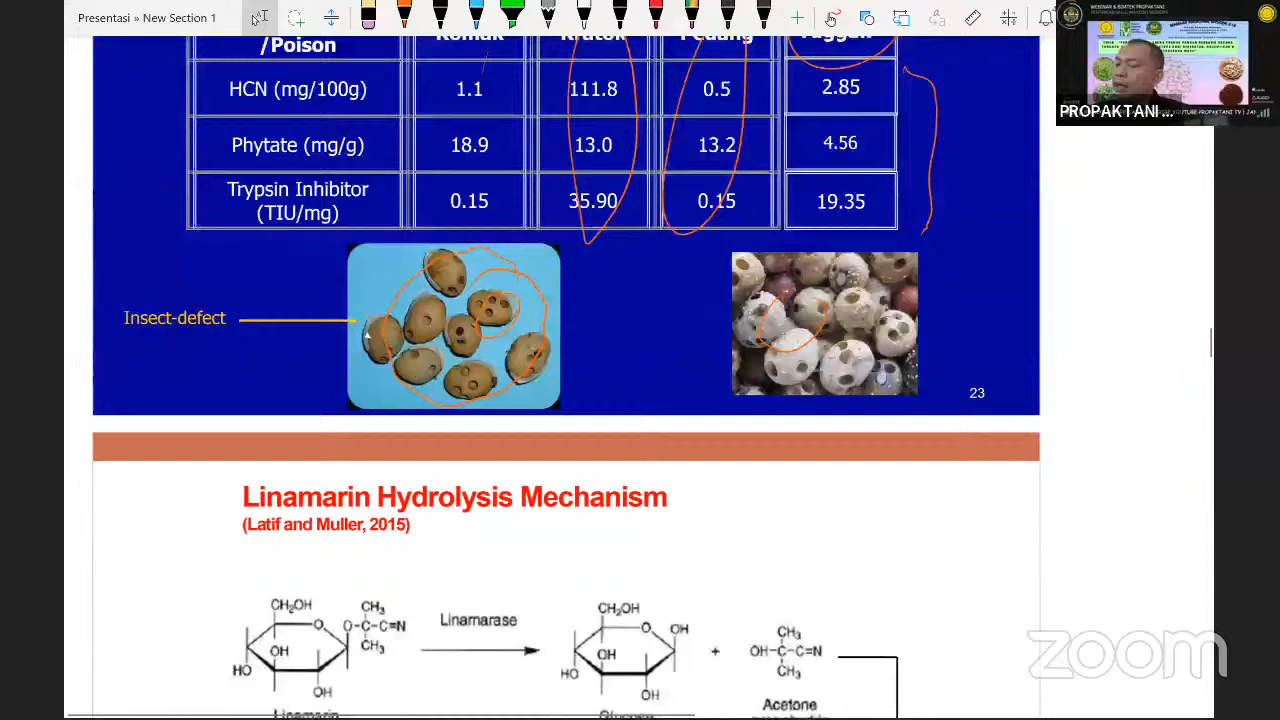 Presentasi » New Section 1
/Poison
HCN (mg/100g) 1.1 111.8 0.5 2.85
Phytate (mg/g) 18.9 13.0 13.2 4.56
Trypsin Inhibitor
(TIU/mg) 0.15 35.90 0.15 19.35
Insect-defect
23
PROPAKTANI ...
Linamarin Hydrolysis Mechanism
(Latif and Muller, 2015)
CH₂OH O O-C-C≡N CH₃ CH₃ OH HO OH
Linamarase
CH₂OH O OH OH HO OH
+
CH₃
OH-C-C≡N
CH₃
Linamarin
Glucose
Acetone
zoom